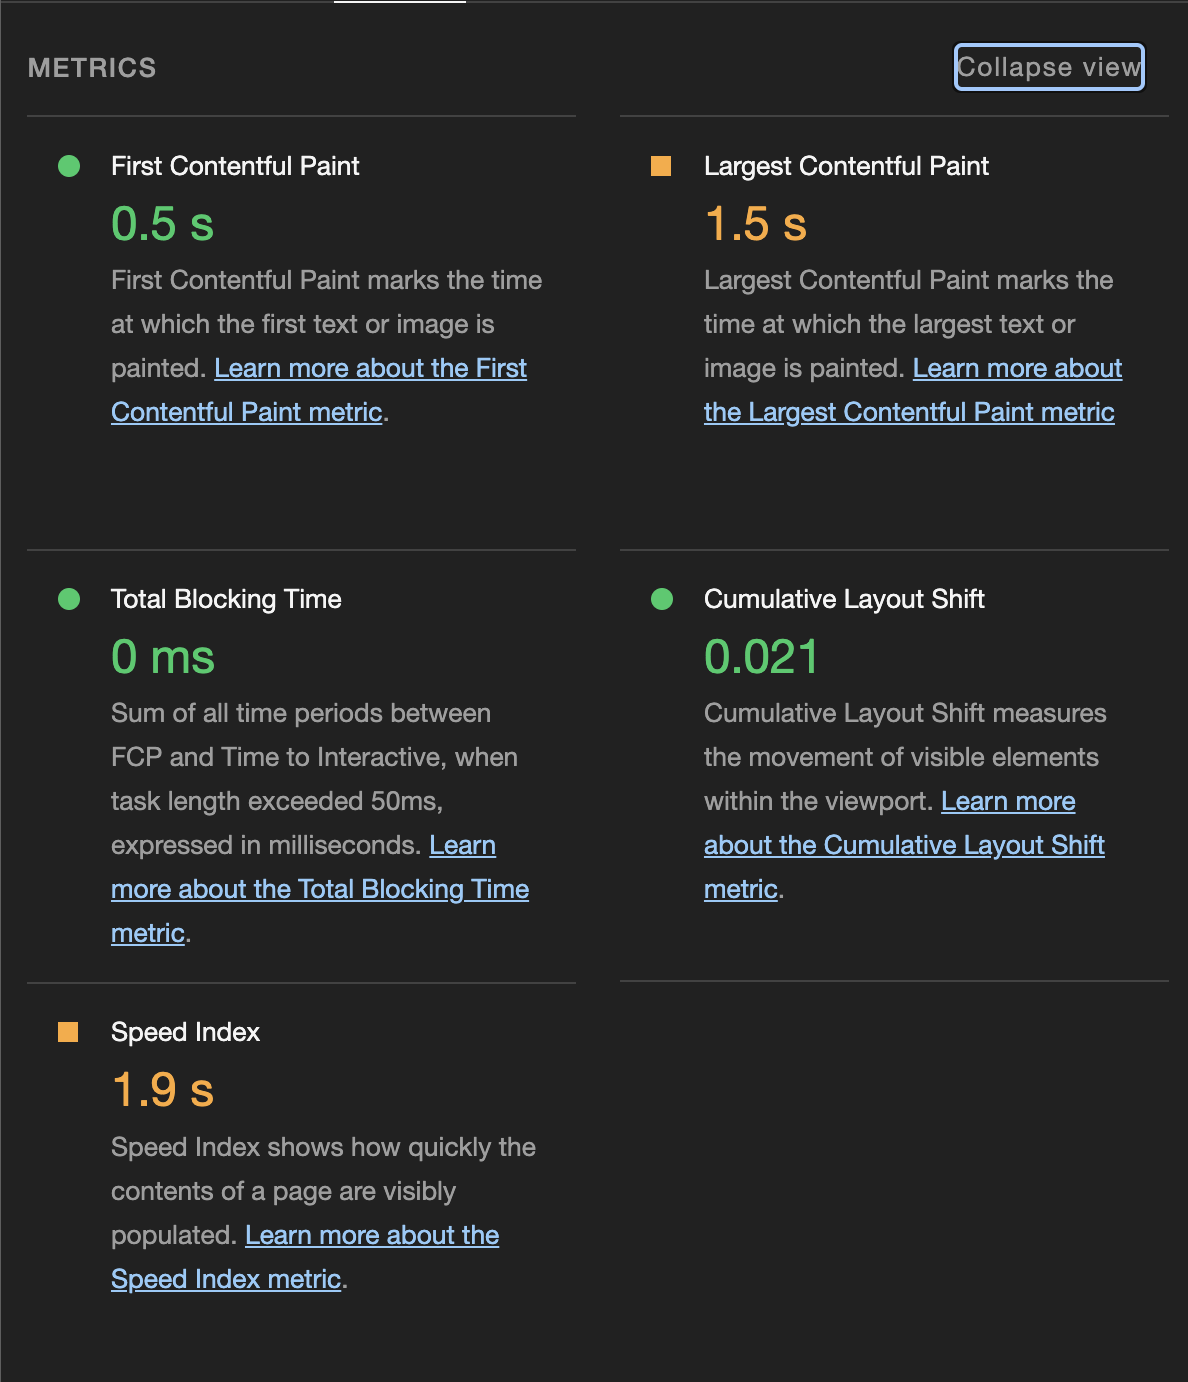 METRICS
Collapse view
First Contentful Paint
0.5 s
First Contentful Paint marks the time
at which the first text or image is
painted. Learn more about the First
Contentful Paint metric.
Largest Contentful Paint
1.5 s
Largest Contentful Paint marks the
time at which the largest text or
image is painted. Learn more about
the Largest Contentful Paint metric
Total Blocking Time
0 ms
Sum of all time periods between
FCP and Time to Interactive, when
task length exceeded 50ms,
expressed in milliseconds. Learn
more about the Total Blocking Time
metric.
Cumulative Layout Shift
0.021
Cumulative Layout Shift measures
the movement of visible elements
within the viewport. Learn more
about the Cumulative Layout Shift
metric.
Speed Index
1.9 s
Speed Index shows how quickly the
contents of a page are visibly
populated. Learn more about the
Speed Index metric.